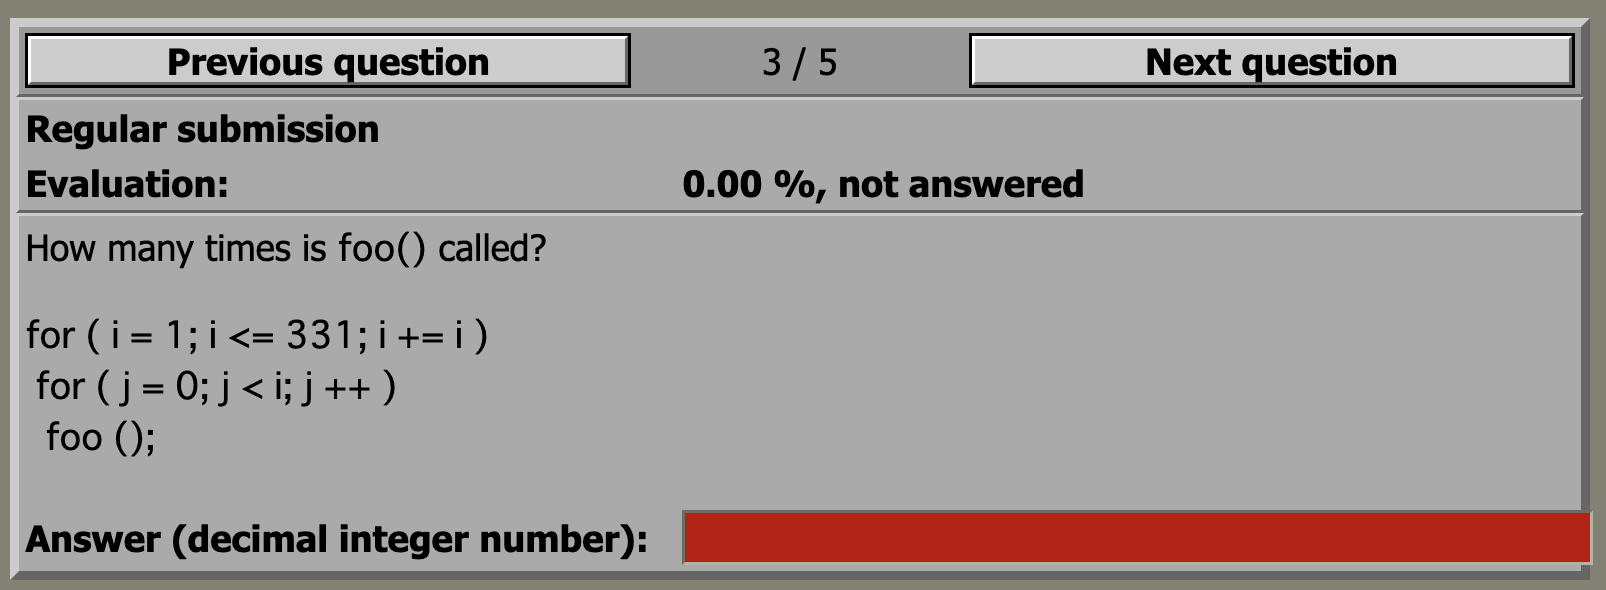 Previous question 3 / 5 Next question
Regular submission
Evaluation: 0.00 %, not answered
How many times is foo() called?
for ( i = 1; i <= 331; i += i )
for ( j = 0; j < i; j ++ )
foo ();
Answer (decimal integer number):